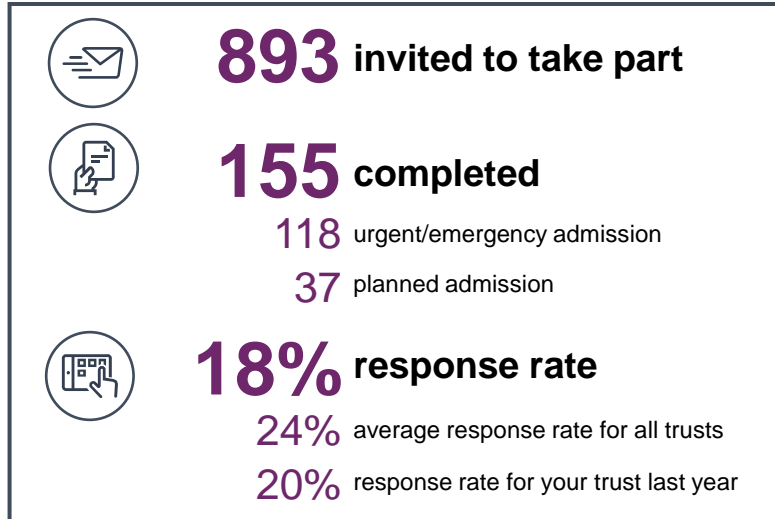 893 invited to take part
155 completed
118 urgent/emergency admission
37 planned admission
18% response rate
24% average response rate for all trusts
20% response rate for your trust last year